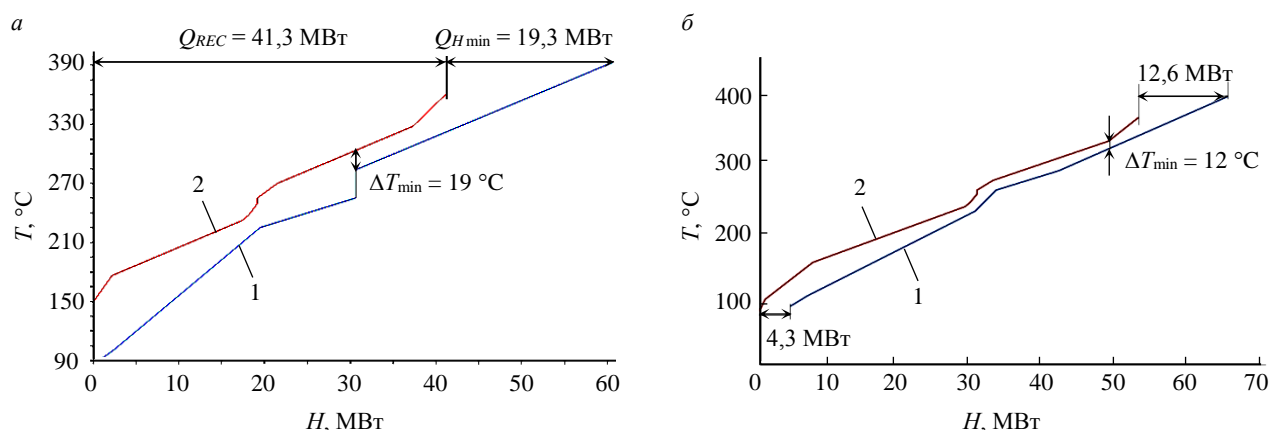 а
Q_REC = 41,3 МВт
Q_H min = 19,3 МВт
390
330
270
210
150
90
T, °C
2
1
ΔT_min = 19 °C
0
10
20
30
40
50
60
H, МВт
б
12,6 МВт
400
300
200
100
T, °C
ΔT_min = 12 °C
2
1
4,3 МВт
0
10
20
30
40
50
60
70
H, МВт